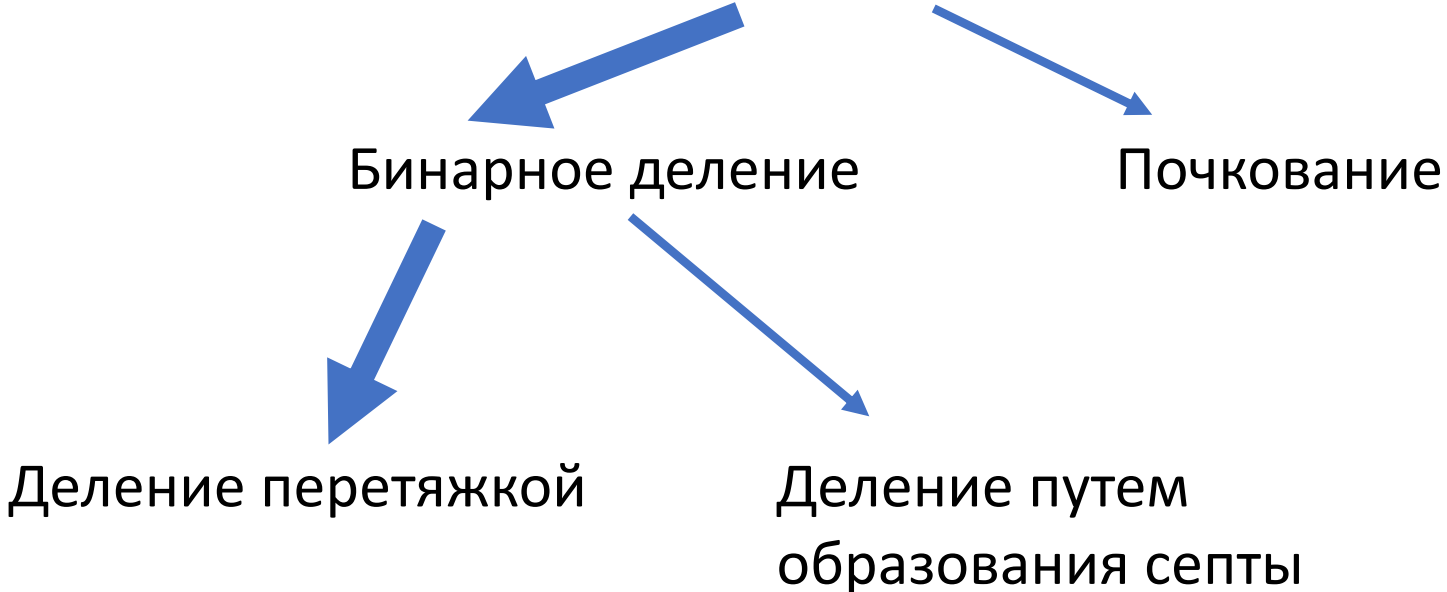 Бинарное деление
Почкование
Деление перетяжкой
Деление путем
образования септы